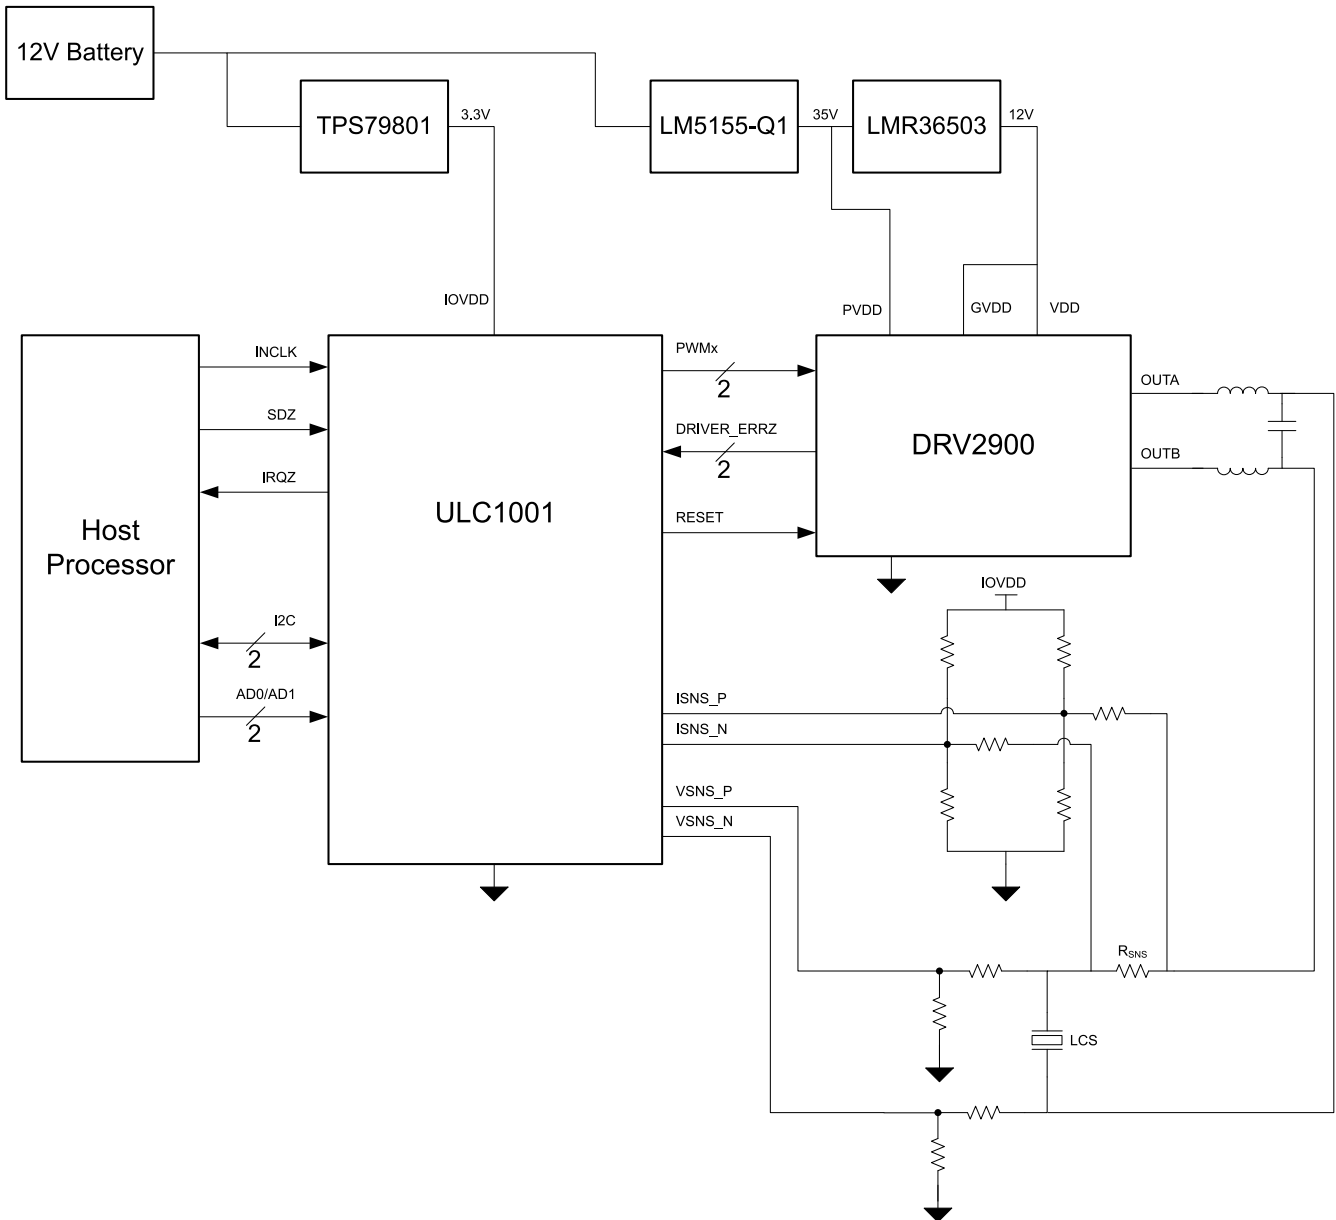 12V Battery
TPS79801
3.3V
LM5155-Q1
35V
LMR36503
12V
IOVDD
PVDD
GVDD
VDD
Host
Processor
INCLK
SDZ
IRQZ
I2C
2
AD0/AD1
2
ULC1001
PWMx
2
DRIVER_ERRZ
2
RESET
ISNS_P
ISNS_N
VSNS_P
VSNS_N
DRV2900
OUTA
OUTB
IOVDD
RSNS
LCS